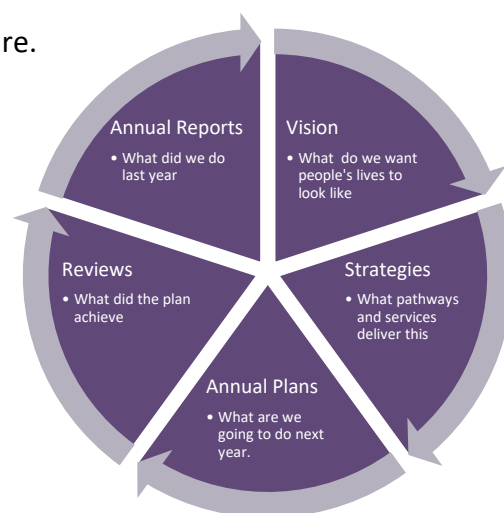 re.
Annual Reports
• What did we do
last year
Vision
• What do we want
people's lives to
look like
Strategies
• What pathways
and services
deliver this
Annual Plans
• What are we
going to do next
year.
Reviews
• What did the plan
achieve